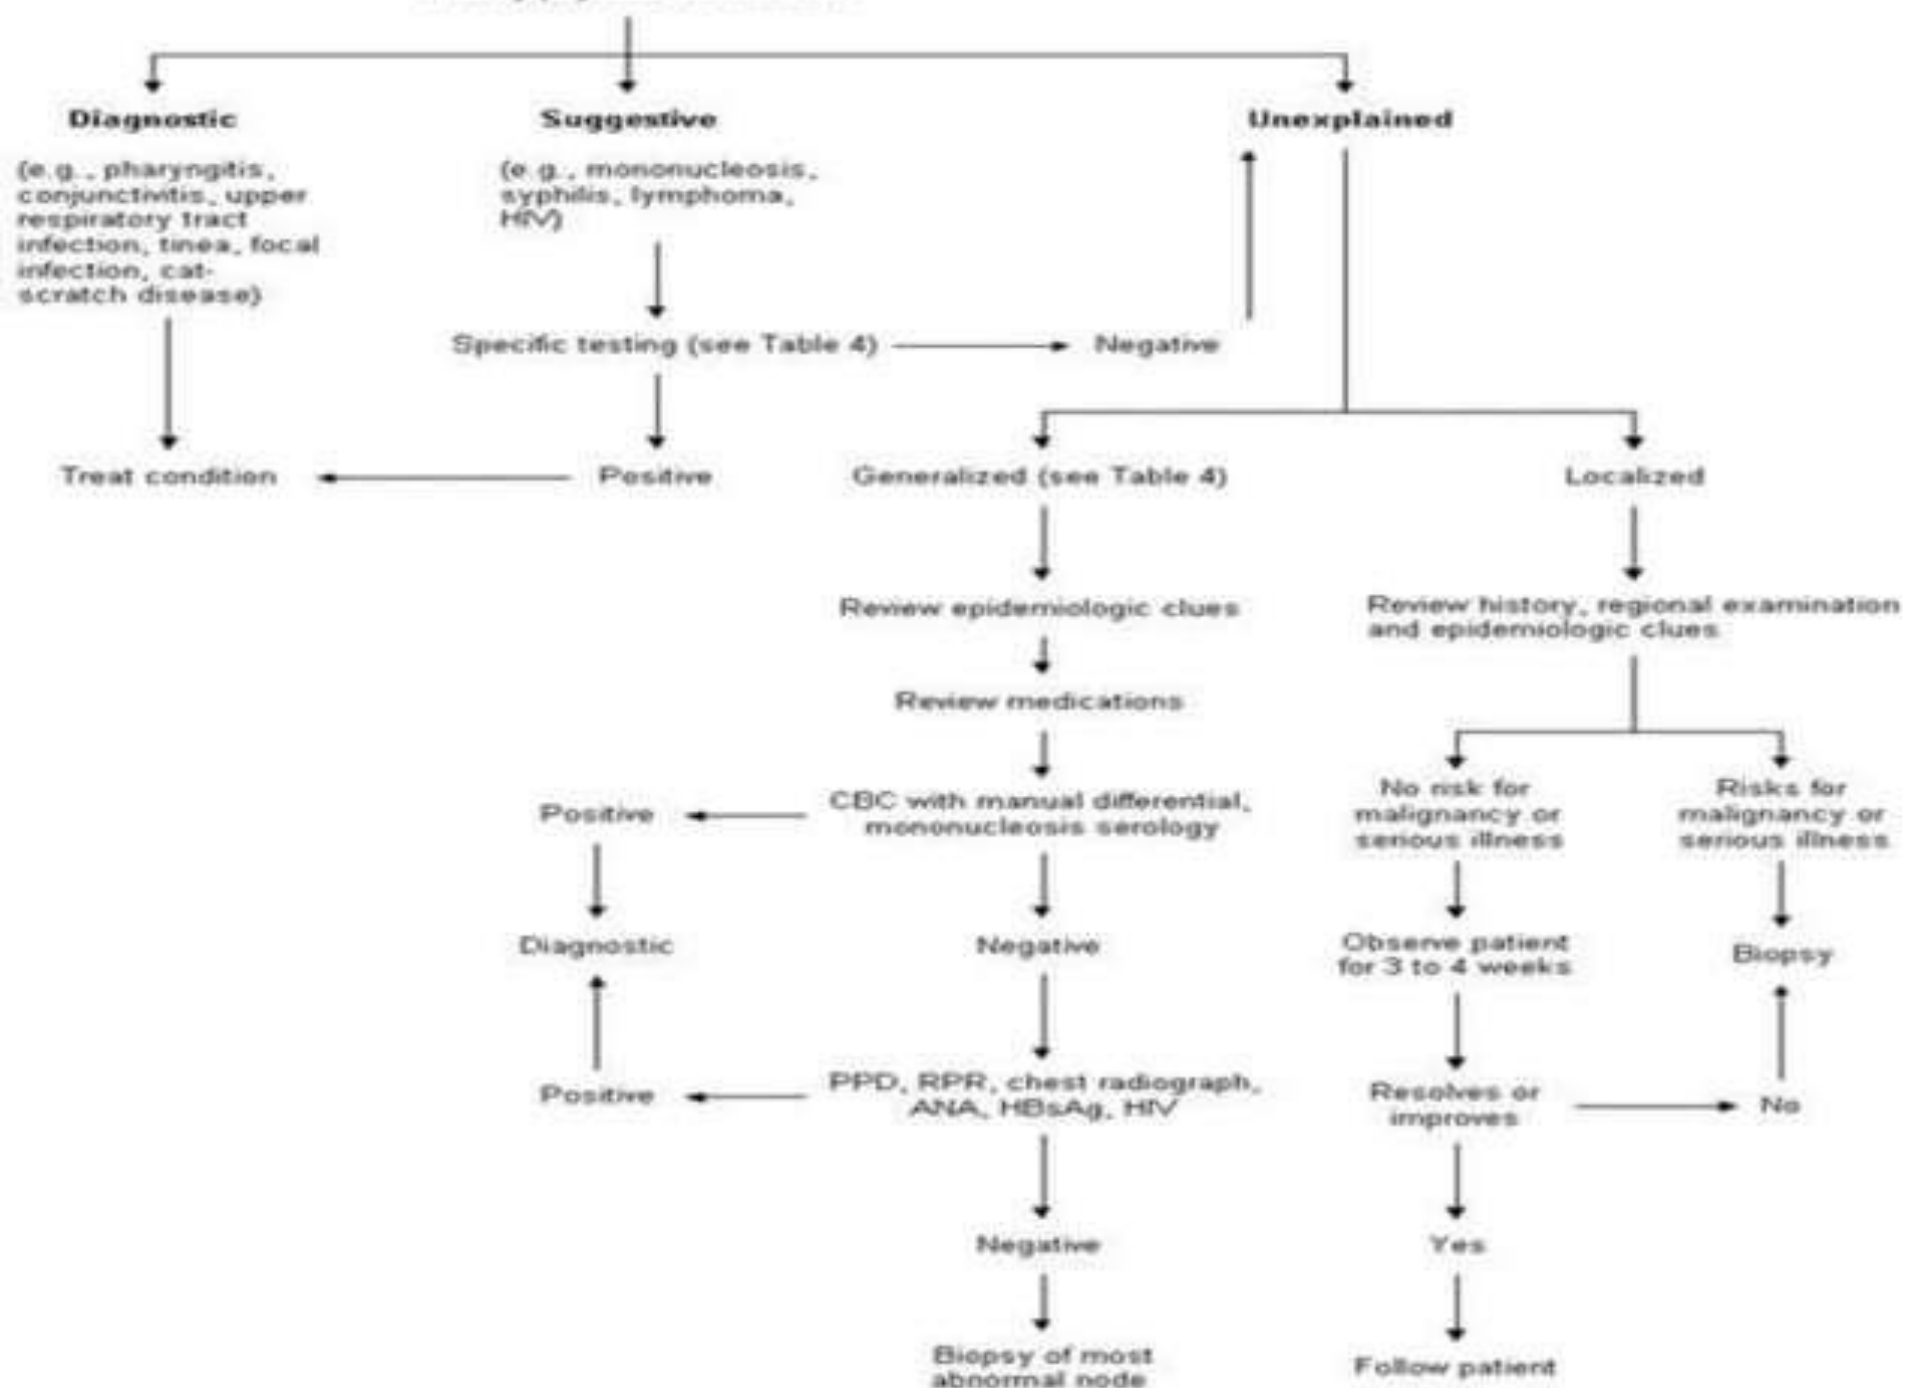 Diagnostic
Suggestive
Unexplained
(e.g., pharyngitis,
conjunctivitis, upper
respiratory tract
infection, tinea, focal
infection, cat-
scratch disease)
(e.g., mononucleosis,
syphilis, lymphoma,
HIV)
Specific testing (see Table 4)
Negative
Treat condition
Positive
Generalized (see Table 4)
Localized
Review epidemiologic clues
Review history, regional examination
and epidemiologic clues
Review medications
Positive
CBC with manual differential,
mononucleosis serology
No risk for
malignancy or
serious illness
Risks for
malignancy or
serious illness
Diagnostic
Negative
Observe patient
for 3 to 4 weeks
Biopsy
Positive
PPD, RPR, chest radiograph,
ANA, HBsAg, HIV
Resolves or
improves
No
Negative
Yes
Biopsy of most
abnormal node
Follow patient